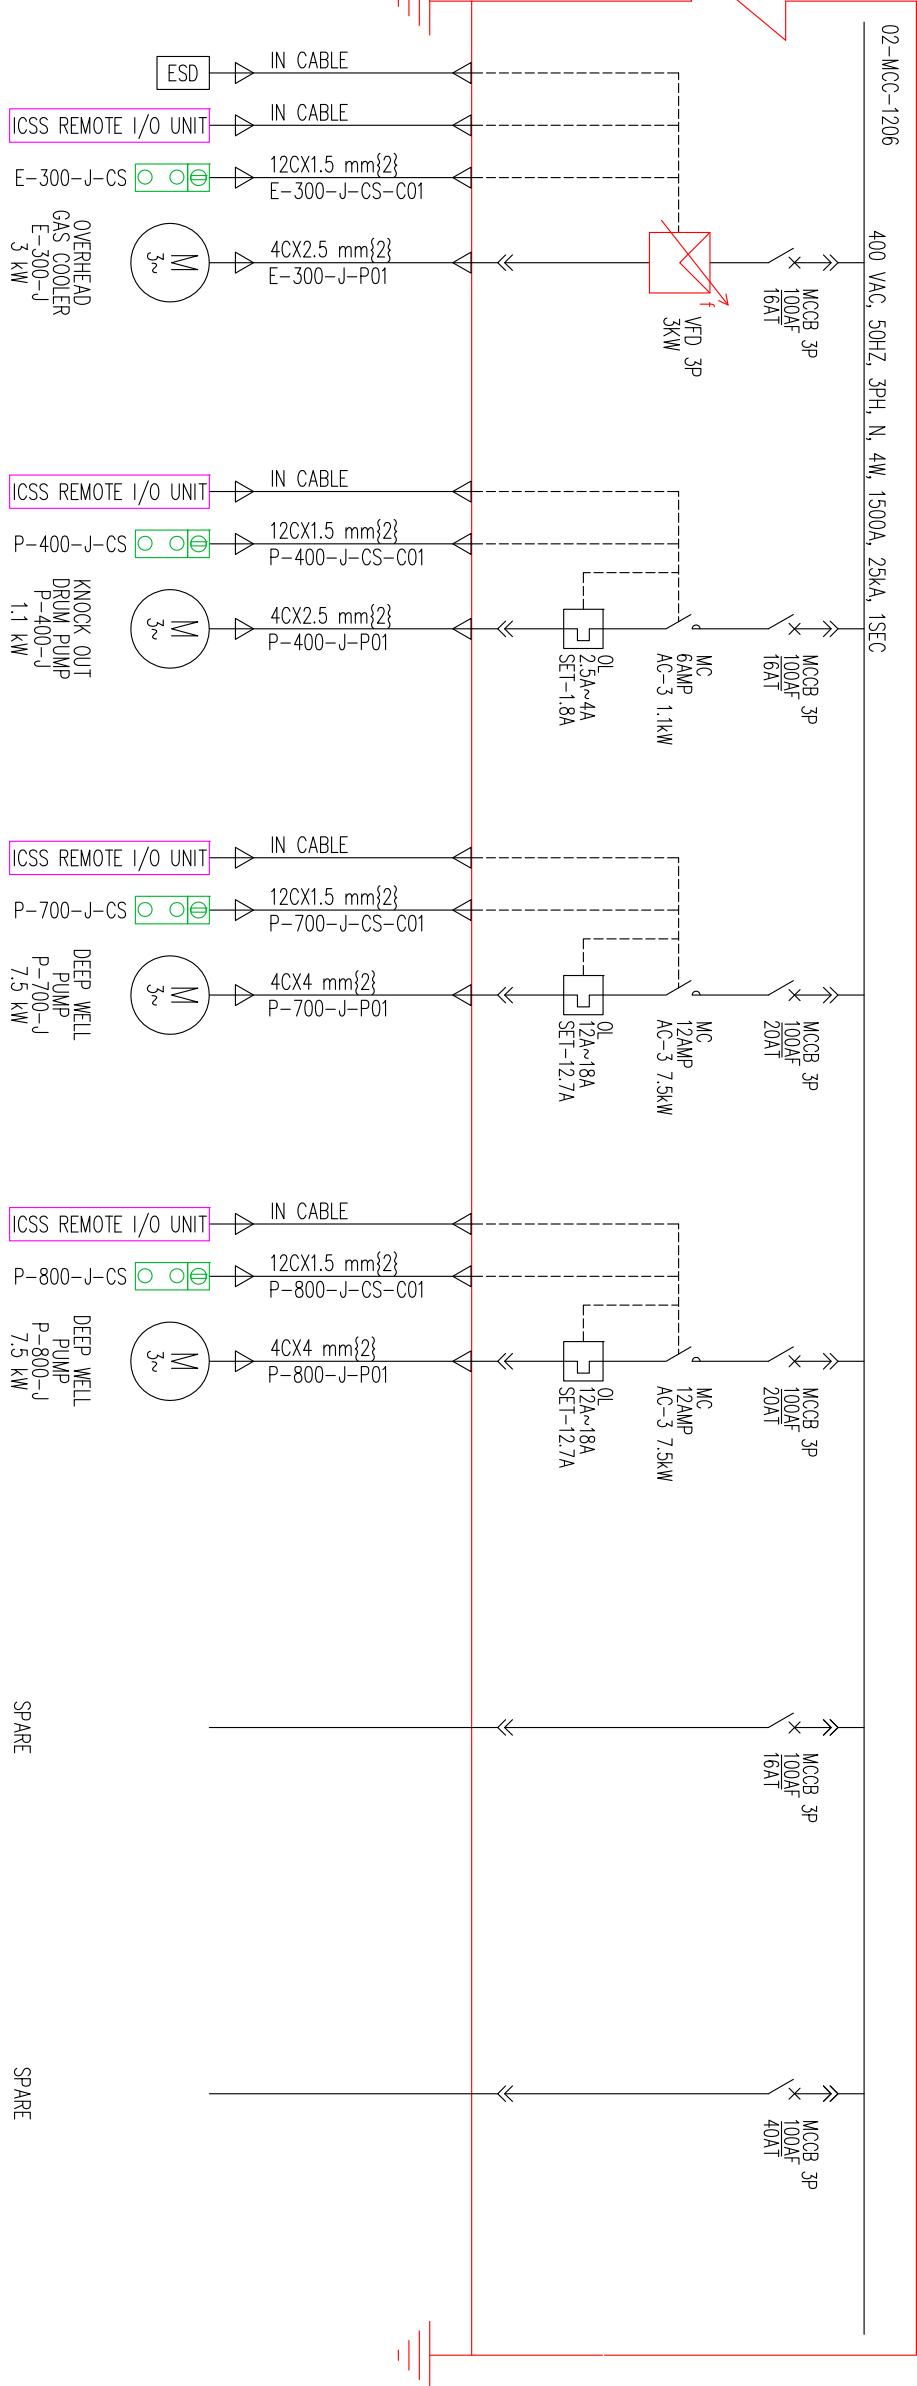 02-MCC-1206
400 VAC, 50HZ, 3PH, N, 4W, 1500A, 25kA, 1SEC
MCCB 3P
100AF
16AT
VFD 3P
3KW
f
IN CABLE
ESD
IN CABLE
ICSS REMOTE I/O UNIT
12CX1.5 mm{2}
E-300-J-CS-C01
E-300-J-CS
4CX2.5 mm{2}
E-300-J-P01
M
3~
OVERHEAD
GAS COOLER
E-300-J
3 kW
MCCB 3P
100AF
16AT
MC
6AMP
AC-3 1.1kW
OL
2.5A~4A
SET-1.8A
IN CABLE
ICSS REMOTE I/O UNIT
12CX1.5 mm{2}
P-400-J-CS-C01
P-400-J-CS
4CX2.5 mm{2}
P-400-J-P01
M
3~
KNOCK OUT
DRUM PUMP
P-400-J
1.1 kW
MCCB 3P
100AF
20AT
MC
12AMP
AC-3 7.5kW
OL
12A~18A
SET-12.7A
IN CABLE
ICSS REMOTE I/O UNIT
12CX1.5 mm{2}
P-700-J-CS-C01
P-700-J-CS
4CX4 mm{2}
P-700-J-P01
M
3~
DEEP WELL
PUMP
P-700-J
7.5 kW
MCCB 3P
100AF
20AT
MC
12AMP
AC-3 7.5kW
OL
12A~18A
SET-12.7A
IN CABLE
ICSS REMOTE I/O UNIT
12CX1.5 mm{2}
P-800-J-CS-C01
P-800-J-CS
4CX4 mm{2}
P-800-J-P01
M
3~
DEEP WELL
PUMP
P-800-J
7.5 kW
MCCB 3P
100AF
16AT
SPARE
MCCB 3P
100AF
40AT
SPARE